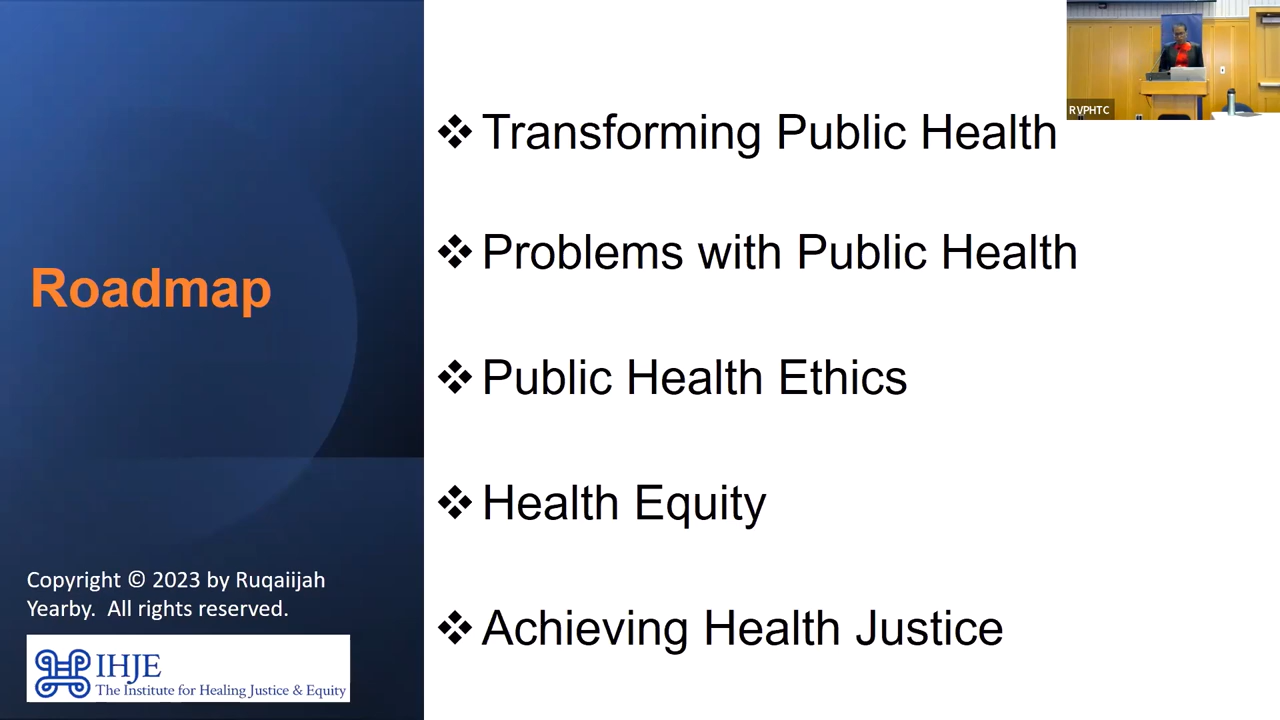 Roadmap
Copyright © 2023 by Ruqaiijah
Yearby.  All rights reserved.
IHJE
The Institute for Healing Justice & Equity
❖ Transforming Public Health
❖ Problems with Public Health
❖ Public Health Ethics
❖ Health Equity
❖ Achieving Health Justice
RVPHTC